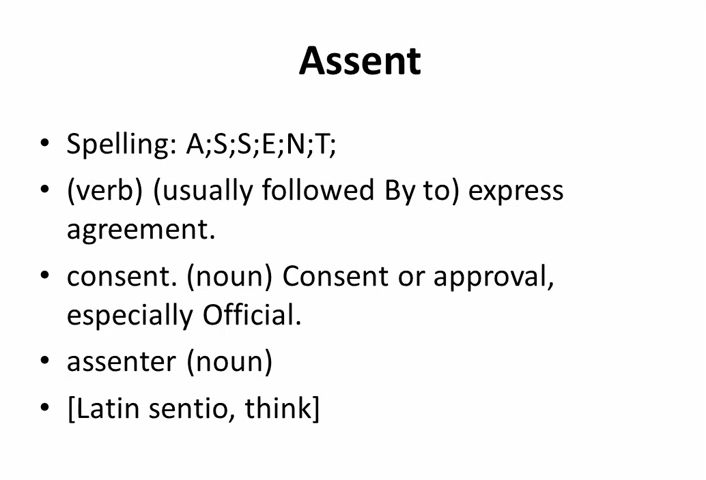 Assent
• Spelling: A;S;S;E;N;T;
• (verb) (usually followed By to) express
agreement.
• consent. (noun) Consent or approval,
especially Official.
• assenter (noun)
• [Latin sentio, think]